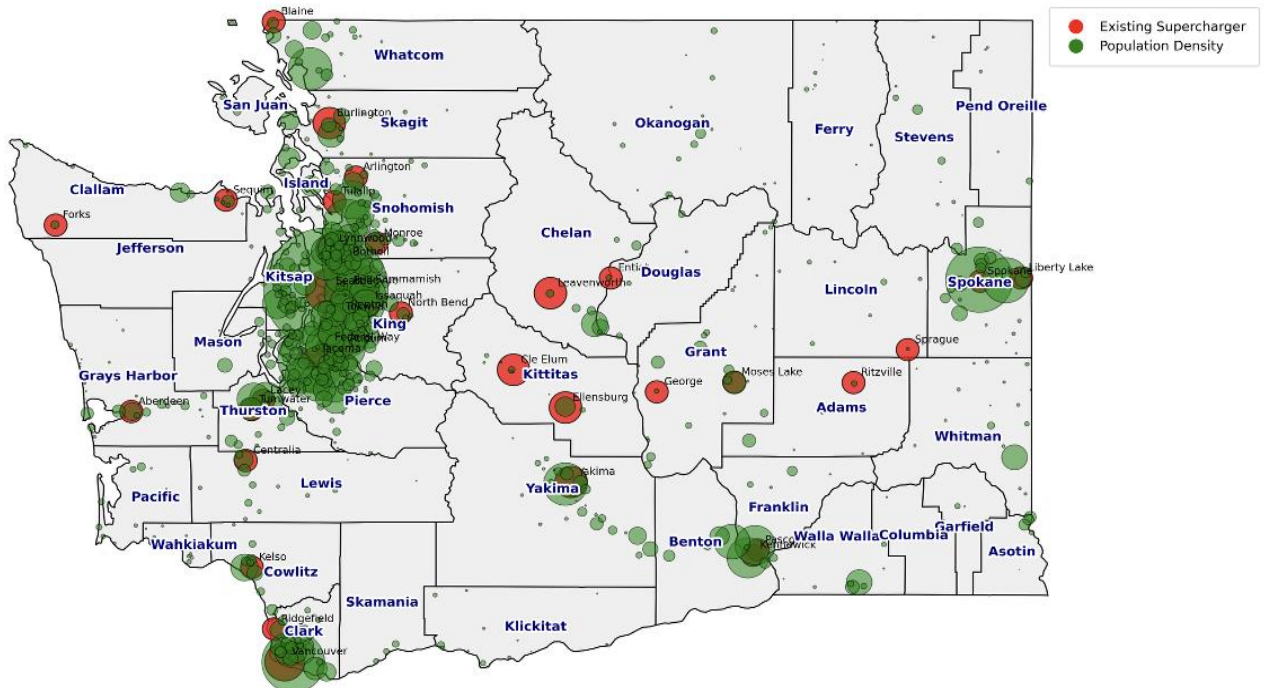 Existing Supercharger
Population Density
Blaine
Whatcom
San Juan
Burlington
Skagit
Okanogan
Ferry
Stevens
Pend Oreille
Arlington
Clallam
Island
Sequim
Tulalip
Snohomish
Forks
Jefferson
Monroe
Lynnwood
Bothell
Chelan
Kitsap
Sammamish
Issaquah
Entiat
Douglas
Leavenworth
Lincoln
Spokane
Spokane
Liberty Lake
North Bend
King
Mason
Federal Way
Tacoma
Grant
Sprague
Cle Elum
Kittitas
Grays Harbor
George
Moses Lake
Ritzville
Adams
Lacey
Tumwater
Thurston
Pierce
Aberdeen
Ellensburg
Whitman
Centralia
Lewis
Pacific
Yakima
Yakima
Franklin
Garfield
Wahkiakum
Benton
Pasco
Kennewick
Walla Walla
Columbia
Asotin
Kelso
Cowlitz
Skamania
Klickitat
Ridgefield
Clark
Vancouver